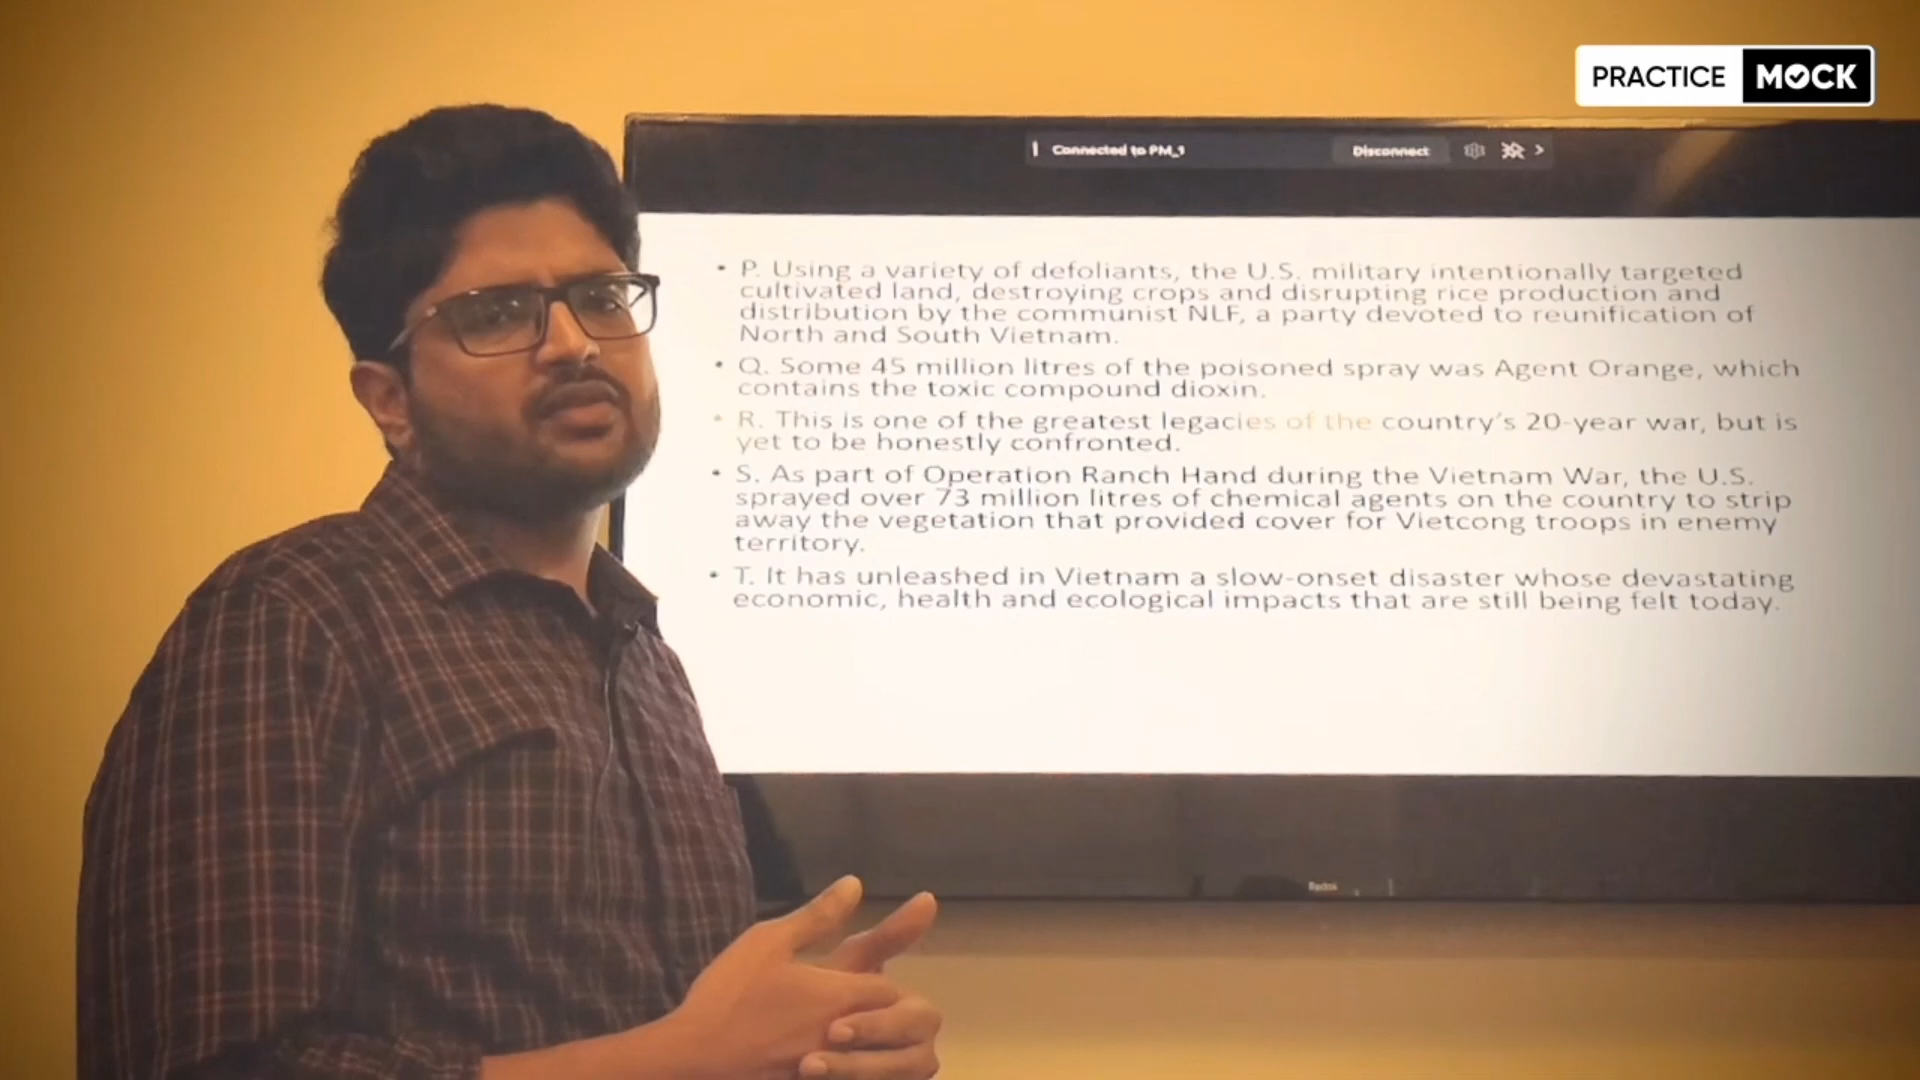 PRACTICE MOCK
Connected to PM_1 Disconnect
• P. Using a variety of defoliants, the U.S. military intentionally targeted
cultivated land, destroying crops and disrupting rice production and
distribution by the communist NLF, a party devoted to reunification of
North and South Vietnam.
• Q. Some 45 million litres of the poisoned spray was Agent Orange, which
contains the toxic compound dioxin.
• R. This is one of the greatest legacies of the country's 20-year war, but is
yet to be honestly confronted.
• S. As part of Operation Ranch Hand during the Vietnam War, the U.S.
sprayed over 73 million litres of chemical agents on the country to strip
away the vegetation that provided cover for Vietcong troops in enemy
territory.
• T. It has unleashed in Vietnam a slow-onset disaster whose devastating
economic, health and ecological impacts that are still being felt today.